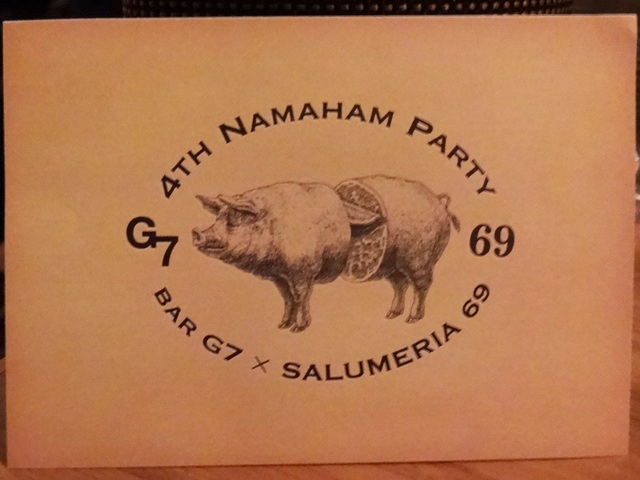 4TH NAMAHAM PARTY
G7
69
BAR G7 × SALUMERIA 69